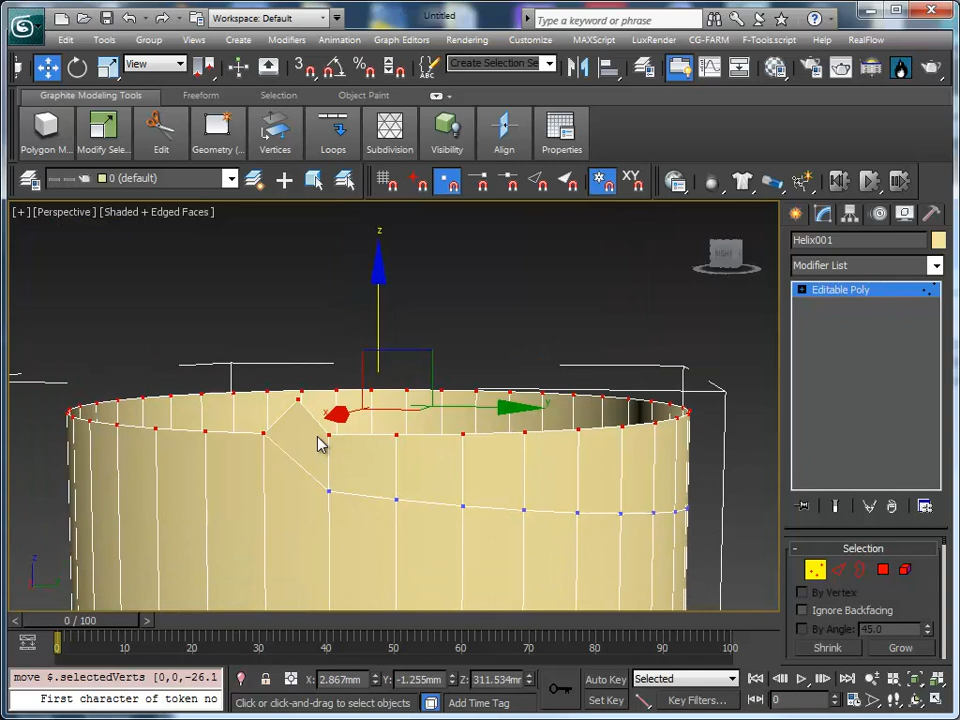 Workspace: Default
Untitled
Type a keyword or phrase
Edit Tools Group Views Create Modifiers Animation Graph Editors Rendering Customize MAXScript LuxRender CG-FARM F-Tools.script Help RealFlow
View
Create Selection Se
Graphite Modeling Tools Freeform Selection Object Paint
Polygon M... Modify Sele... Edit Geometry (... Vertices Loops Subdivision Visibility Align Properties
0 (default)
XY
[+] [Perspective] [Shaded + Edged Faces]
z
RIGHT
x
y
z
Helix001
Modifier List
Editable Poly
Selection
By Vertex
Ignore Backfacing
By Angle: 45.0
Shrink Grow
0 / 100
0 10 20 30 40 50 60 70 80 90 100
move $.selectedVerts [0,0,-26.1
First character of token no
X: 2.867mm Y: -1.255mm Z: 311.534mm
Click or click-and-drag to select objects
Add Time Tag
Auto Key Selected
Set Key Key Filters...
0